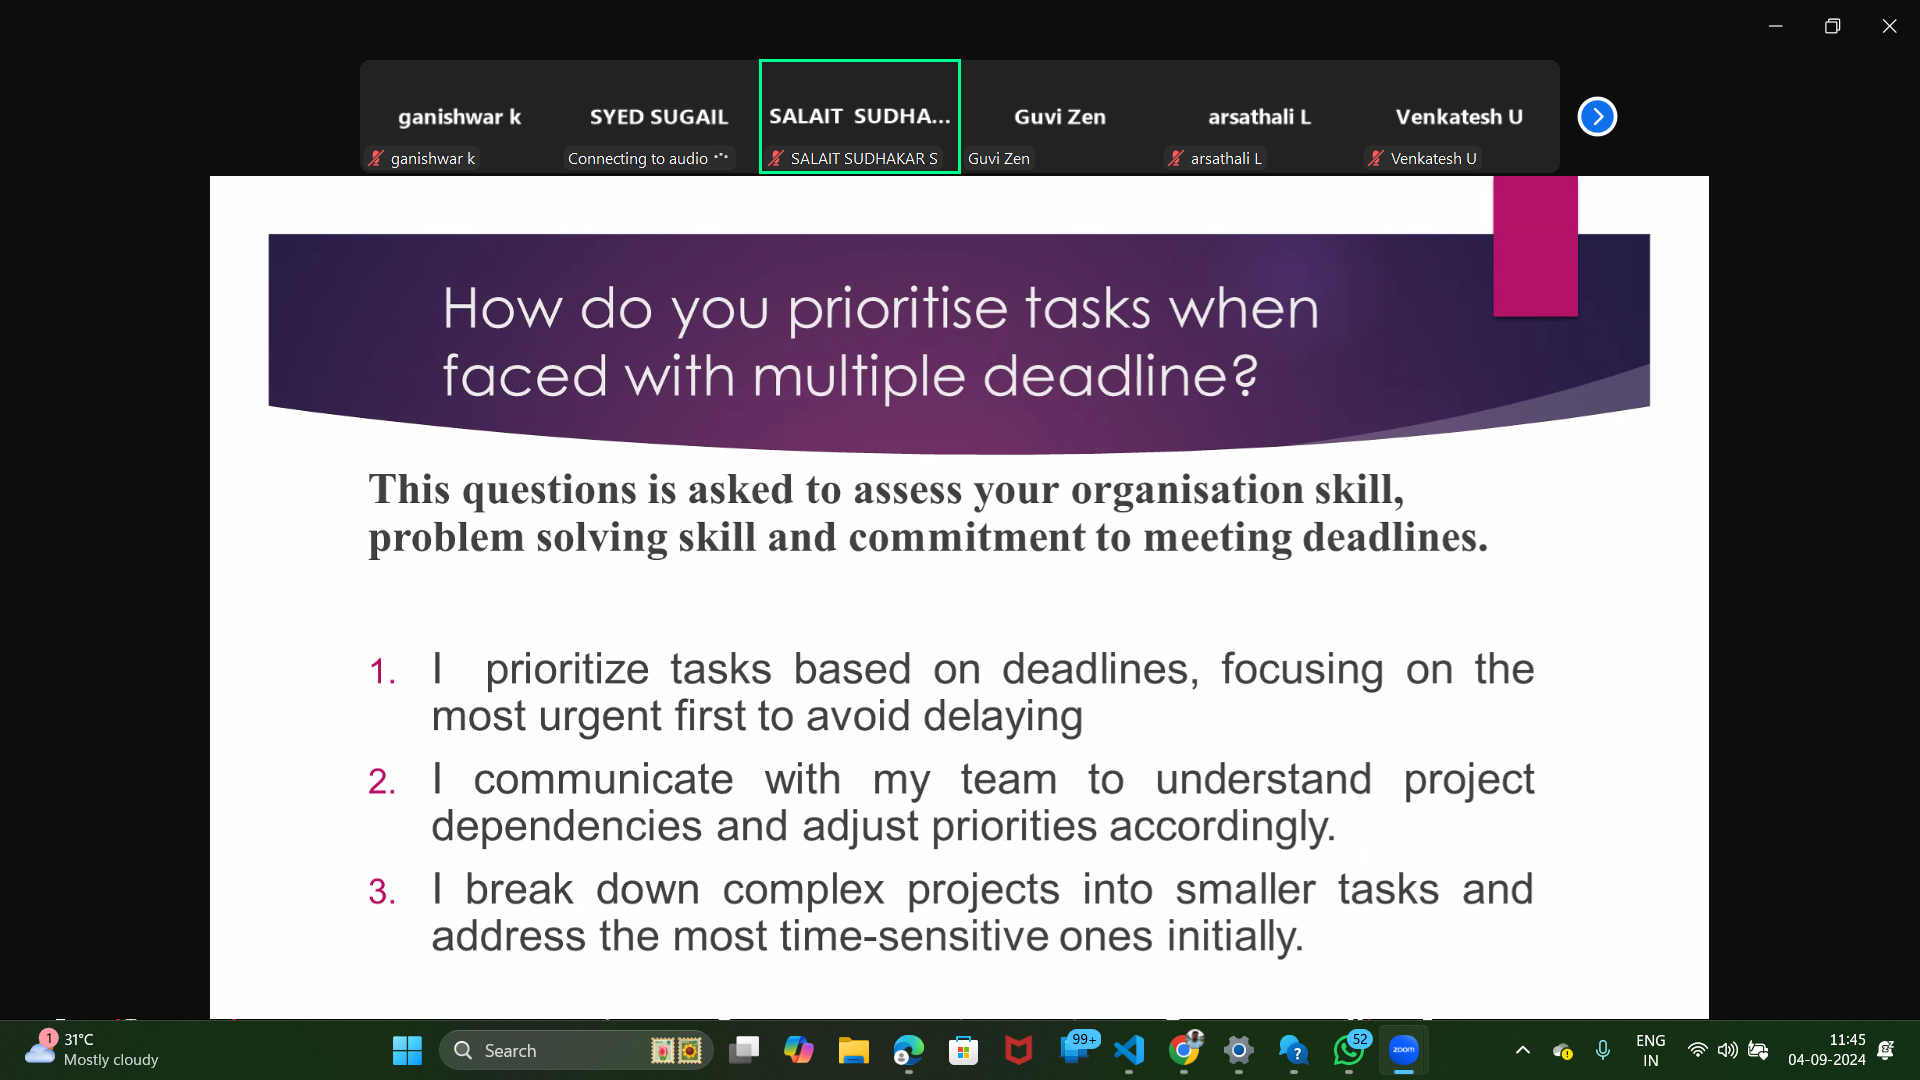 ganishwar k
SYED SUGAIL
SALAIT SUDHA...
Guvi Zen
arsathali L
Venkatesh U
ganishwar k
Connecting to audio
SALAIT SUDHAKAR S
Guvi Zen
arsathali L
Venkatesh U
How do you prioritise tasks when
faced with multiple deadline?
This questions is asked to assess your organisation skill,
problem solving skill and commitment to meeting deadlines.
1. I prioritize tasks based on deadlines, focusing on the
most urgent first to avoid delaying
2. I communicate with my team to understand project
dependencies and adjust priorities accordingly.
3. I break down complex projects into smaller tasks and
address the most time-sensitive ones initially.
1
31°C
Mostly cloudy
Search
99+
52
zoom
ENG
IN
11:45
04-09-2024